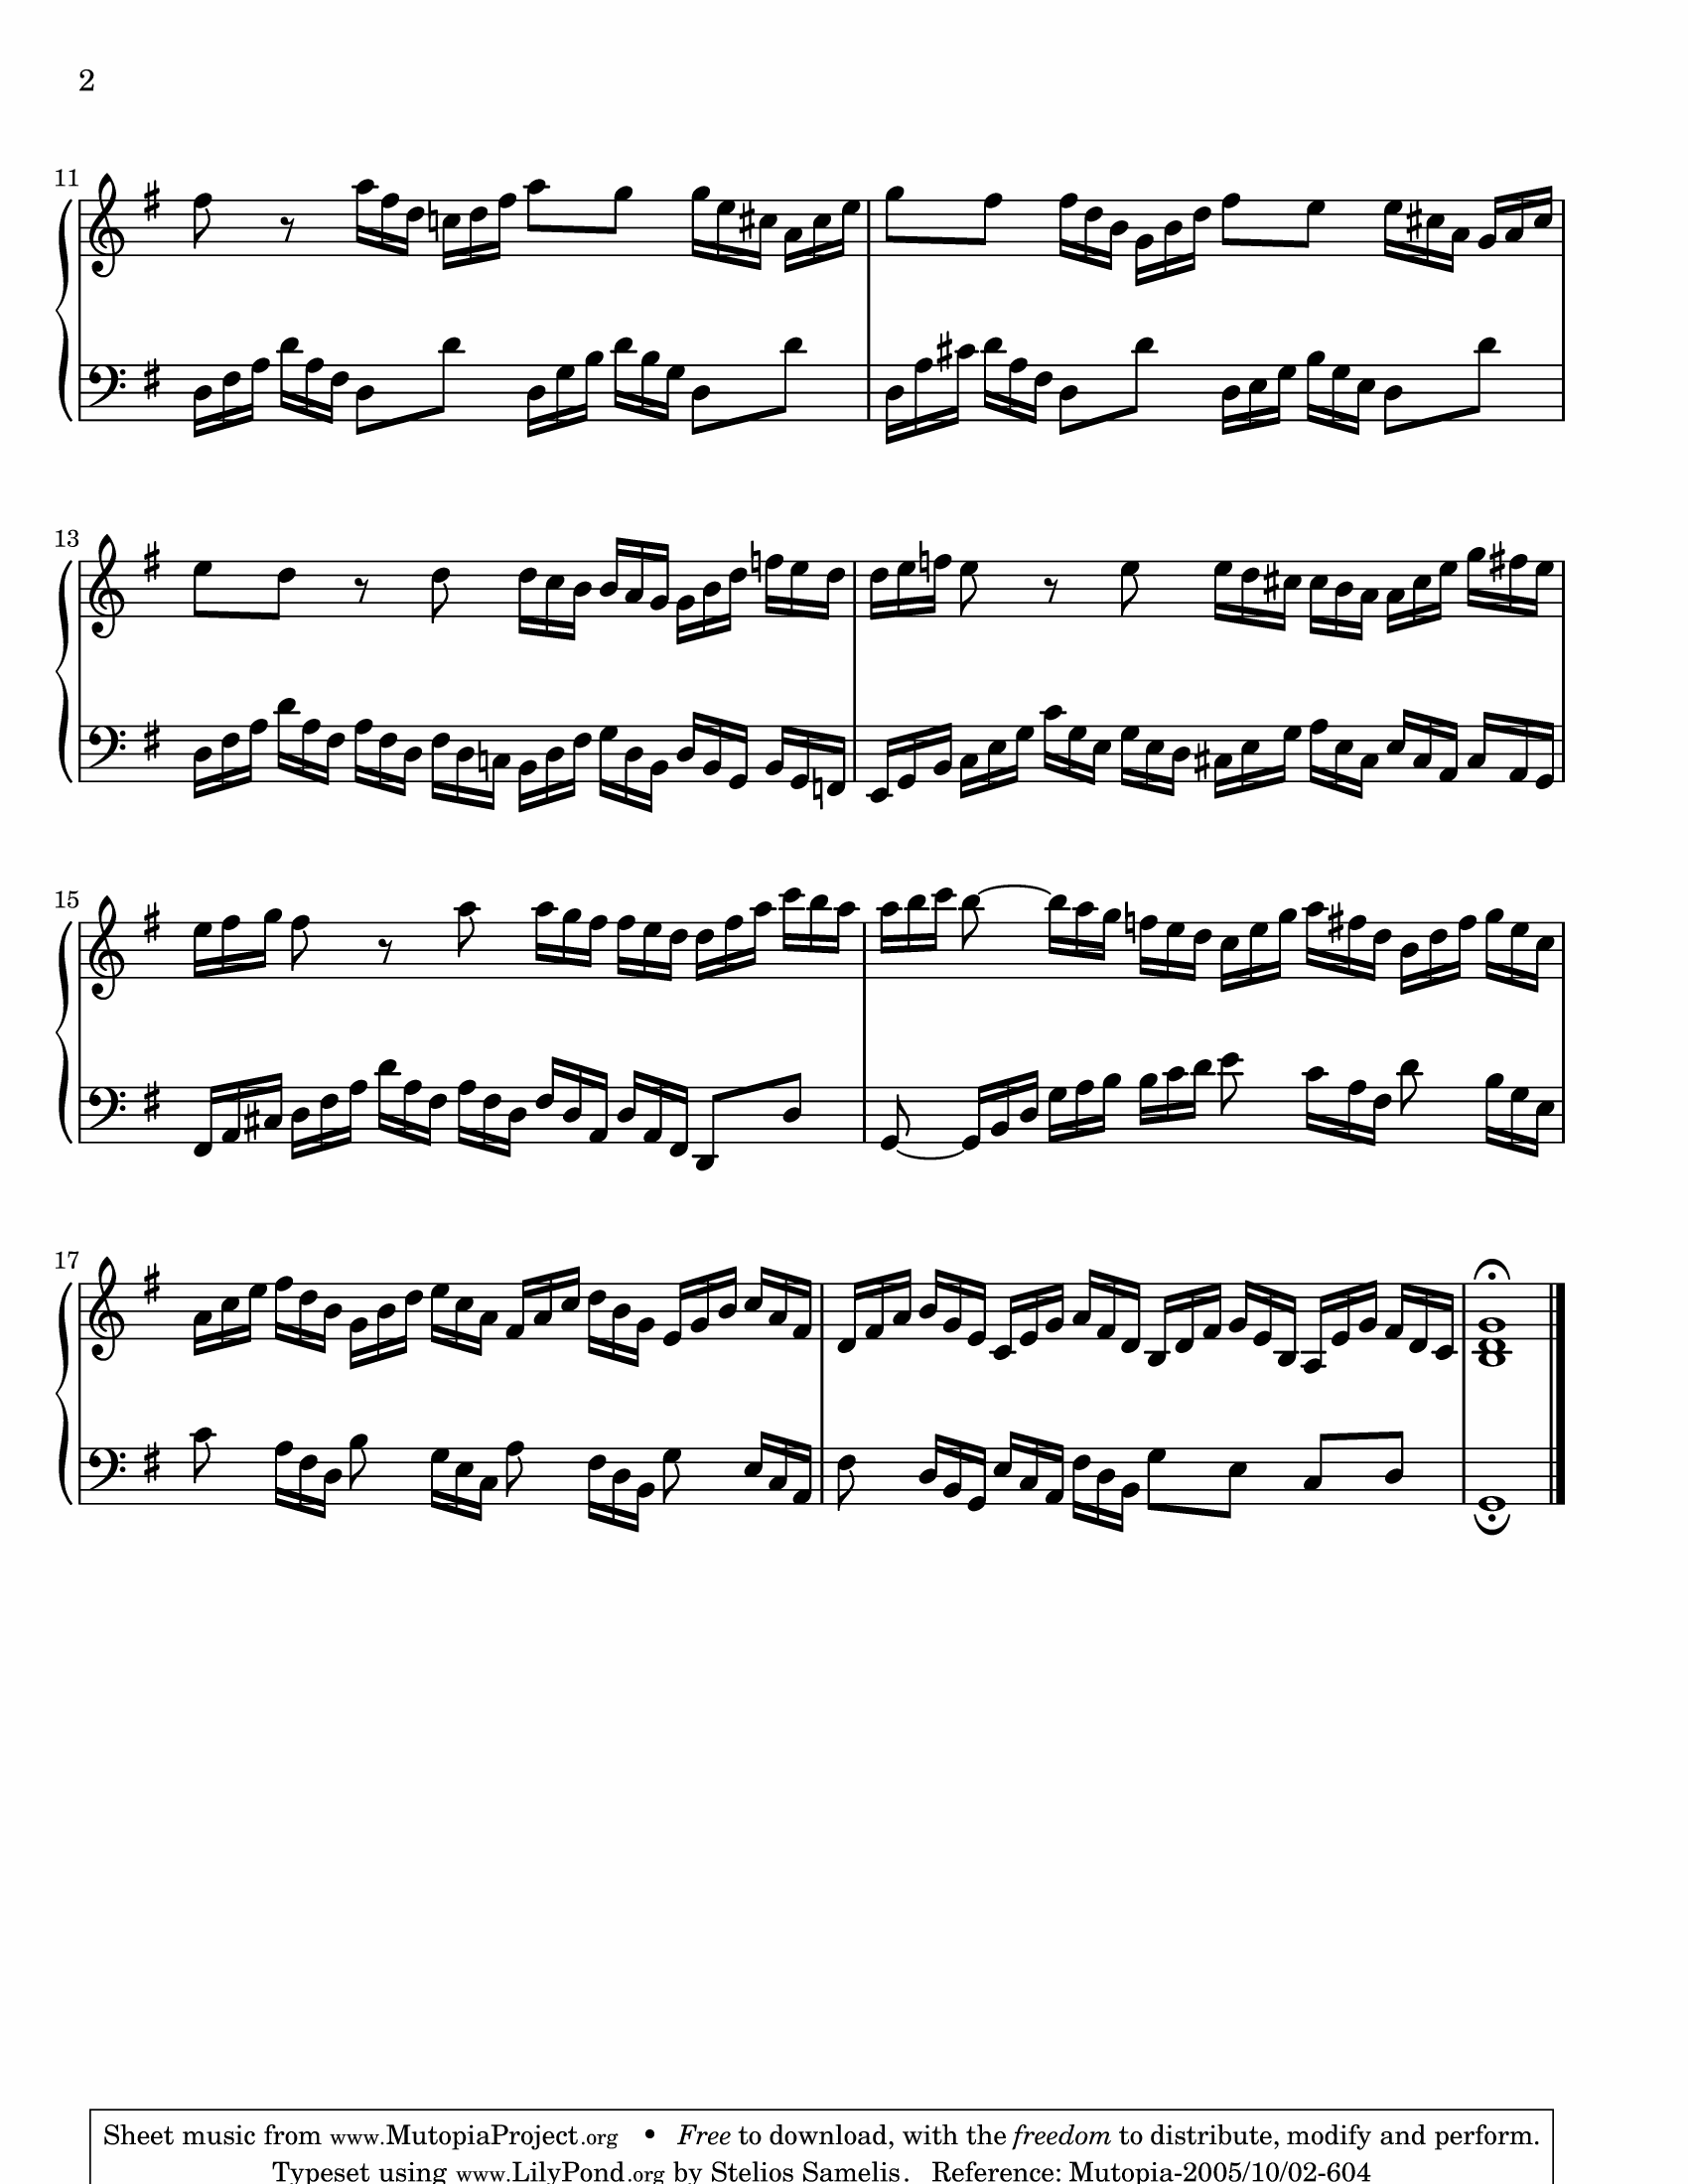 2
11
13
15
17
Sheet music from www.MutopiaProject.org • Free to download, with the freedom to distribute, modify and perform.
Typeset using www.LilyPond.org by Stelios Samelis. Reference: Mutopia-2005/10/02-604